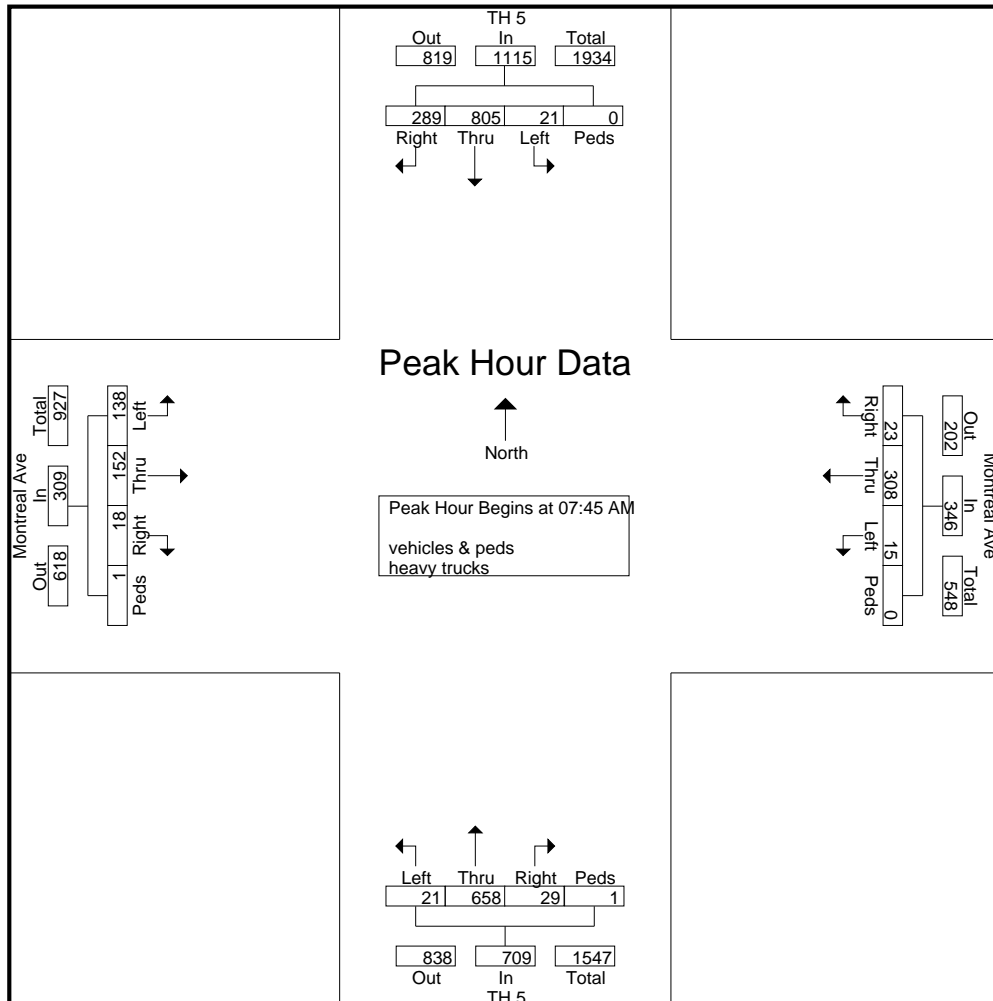 TH 5
Out In Total
819 1115 1934
289 805 21 0
Right Thru Left Peds
Peak Hour Data
North
Peak Hour Begins at 07:45 AM
vehicles & peds
heavy trucks
Montreal Ave
Total In Out
927 309 618
138 152 18 1
Left Thru Right Peds
Montreal Ave
Out In Total
202 346 548
23 308 15 0
Right Thru Left Peds
Left Thru Right Peds
21 658 29 1
838 709 1547
Out In Total
TH 5